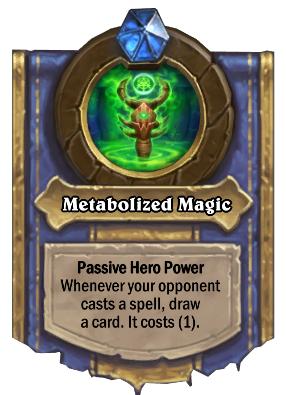 Metabolized Magic
Passive Hero Power
Whenever your opponent
casts a spell, draw
a card. It costs (1).